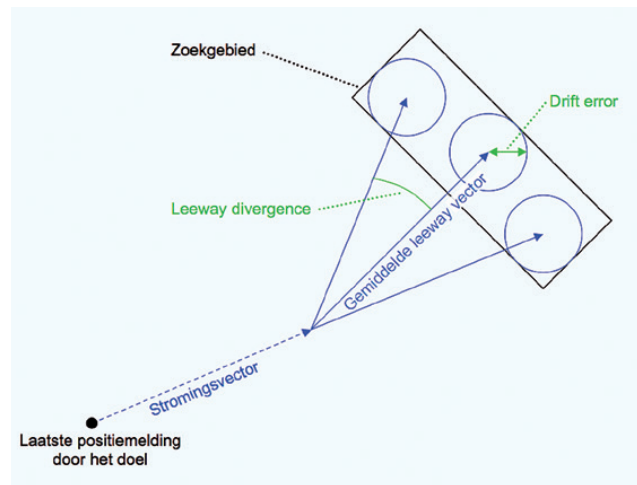 Zoekgebied
Drift error
Leeway divergence
Gemiddelde leeway vector
Stromingsvector
Laatste positiemelding
door het doel